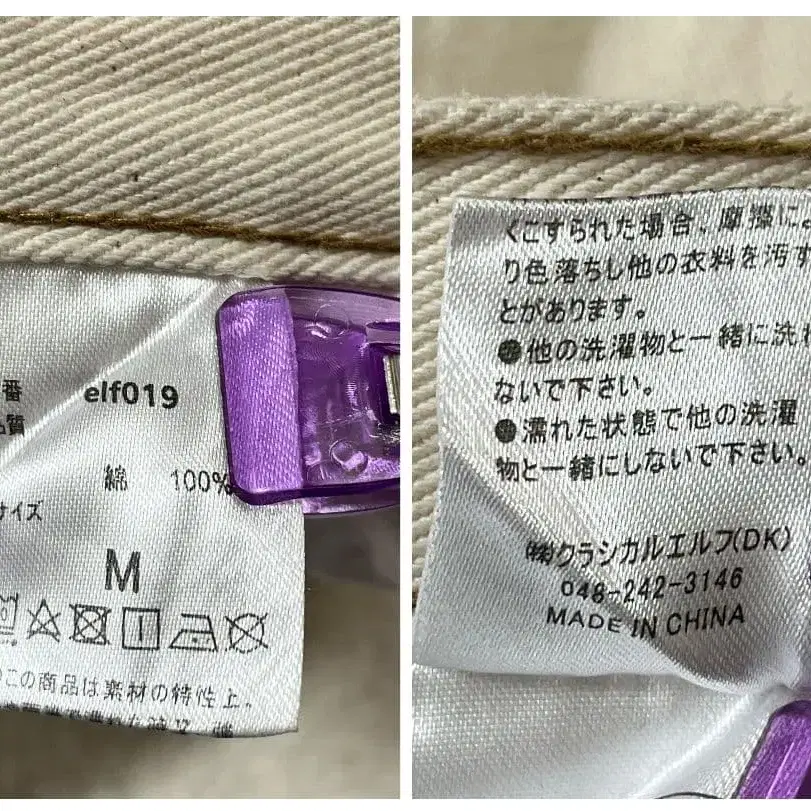 番 elf019
品質
綿 100%
サイズ
M
この商品は素材の特性上、
くこすられた場合、摩擦に
り色落ちし他の衣料を汚す
とがあります。
●他の洗濯物と一緒に洗わ
ないで下さい。
●濡れた状態で他の洗濯
物と一緒にしないで下さい。
㈱クラシカルエルフ(DK)
048-242-3146
MADE IN CHINA